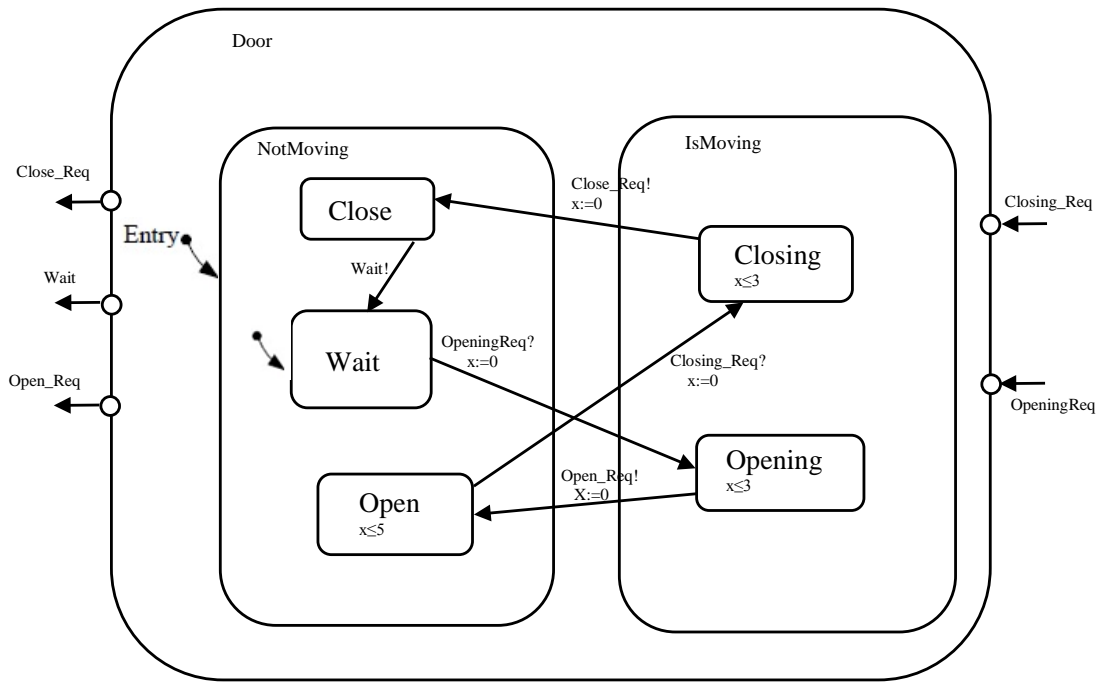 Door
NotMoving
IsMoving
Close_Req
Close
Close_Req!
x:=0
Closing_Req
Entry
Closing
x≤3
Wait!
Wait
Wait
OpeningReq?
x:=0
Closing_Req?
x:=0
Open_Req
OpeningReq
Opening
x≤3
Open_Req!
X:=0
Open
x≤5